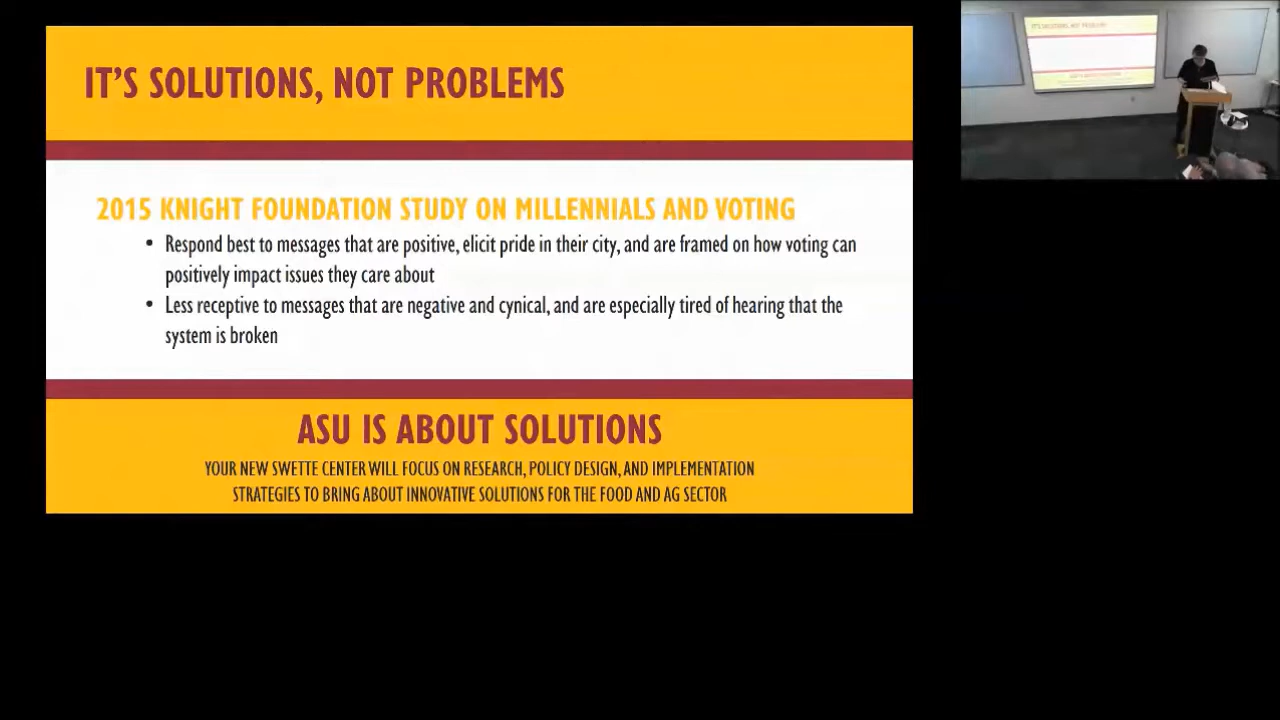 IT'S SOLUTIONS, NOT PROBLEMS
2015 KNIGHT FOUNDATION STUDY ON MILLENNIALS AND VOTING
• Respond best to messages that are positive, elicit pride in their city, and are framed on how voting can
positively impact issues they care about
• Less receptive to messages that are negative and cynical, and are especially tired of hearing that the
system is broken
ASU IS ABOUT SOLUTIONS
YOUR NEW SWETTE CENTER WILL FOCUS ON RESEARCH, POLICY DESIGN, AND IMPLEMENTATION
STRATEGIES TO BRING ABOUT INNOVATIVE SOLUTIONS FOR THE FOOD AND AG SECTOR
IT'S SOLUTIONS, NOT PROBLEMS